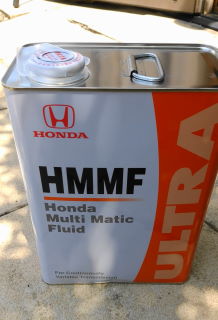 HONDA
HMMF
Honda
Multi Matic
Fluid
ULTRA
For Continuously
Variable Transmission